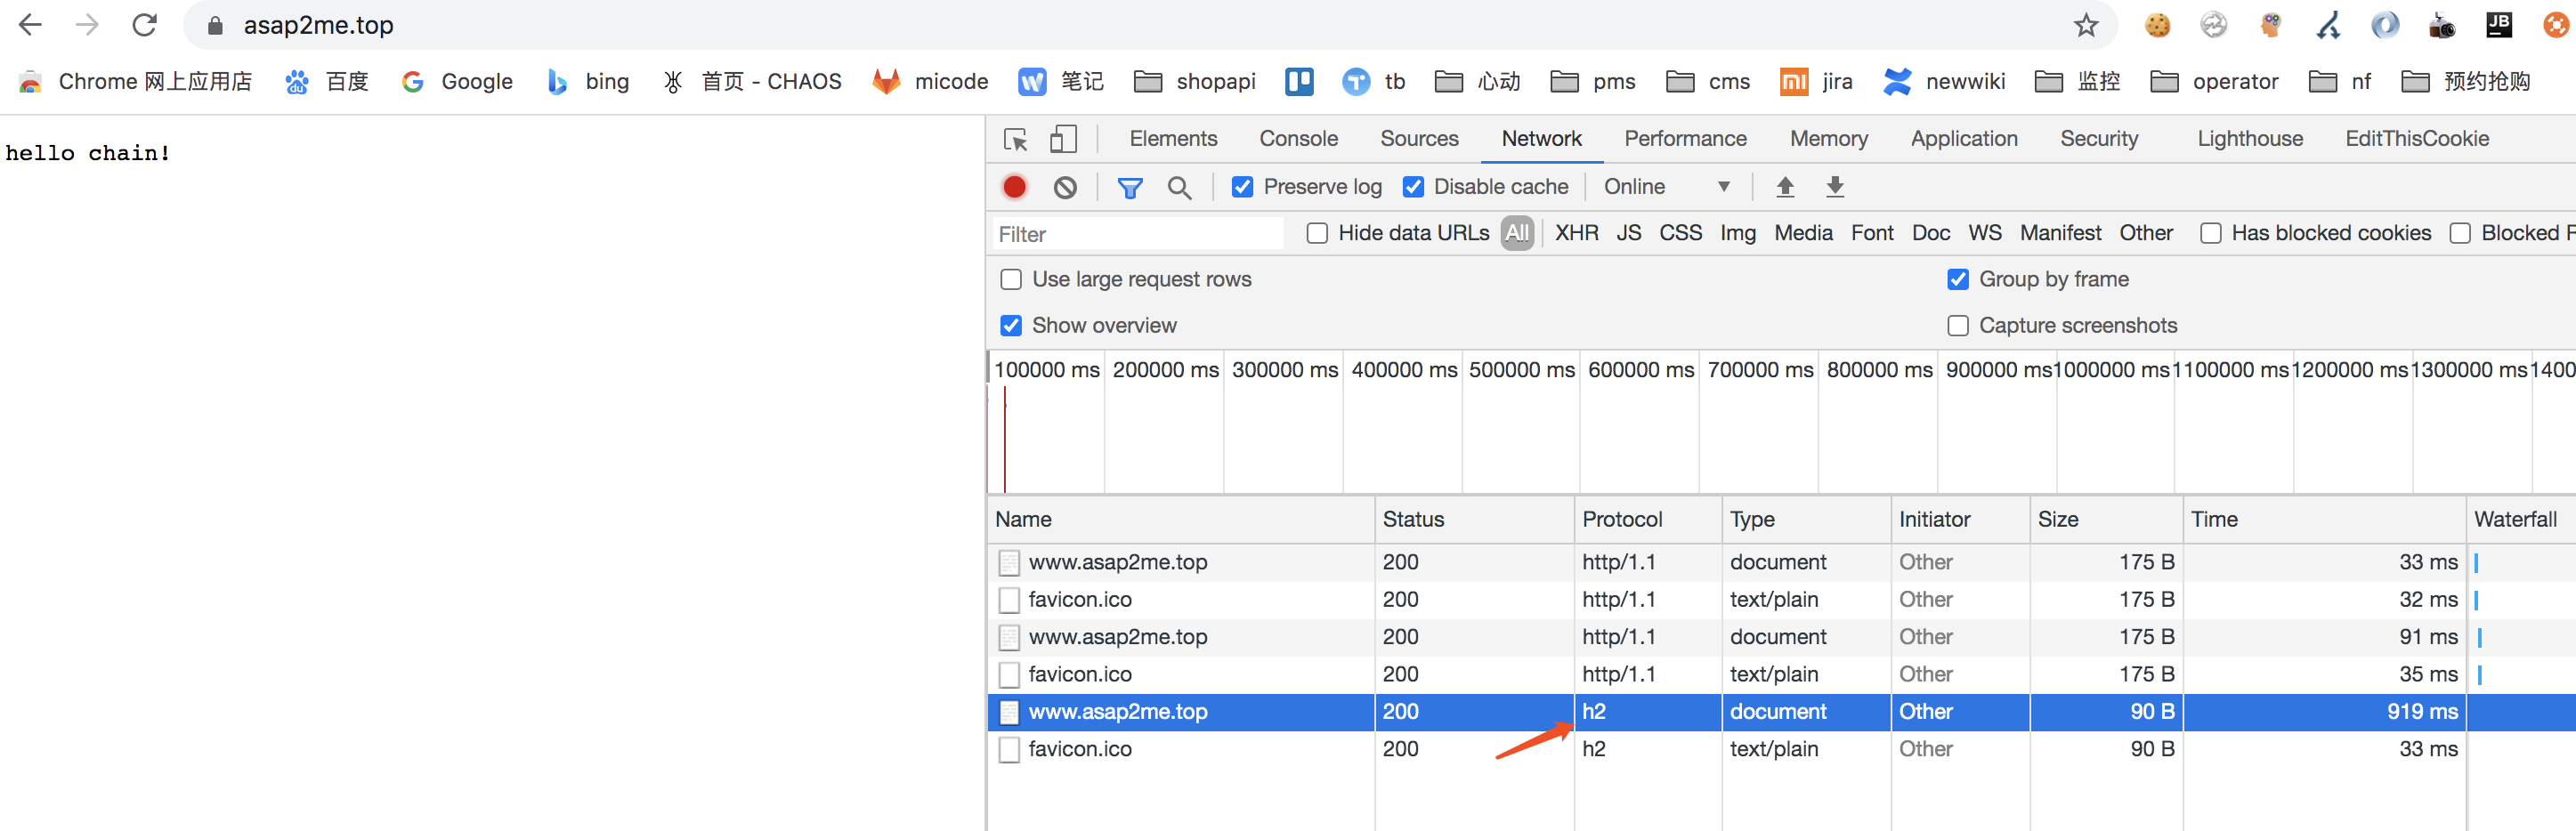 asap2me.top JB
Chrome 网上应用店 du 百度 Google bing 首页 - CHAOS micode 笔记 shopapi tb 心动 pms cms mi jira newwiki 监控 operator nf 预约抢购
hello chain!
Elements Console Sources Network Performance Memory Application Security Lighthouse EditThisCookie
Preserve log Disable cache Online
Filter Hide data URLs All XHR JS CSS Img Media Font Doc WS Manifest Other Has blocked cookies Blocked R
Use large request rows Group by frame
Show overview Capture screenshots
100000 ms 200000 ms 300000 ms 400000 ms 500000 ms 600000 ms 700000 ms 800000 ms 900000 ms 1000000 ms 1100000 ms 1200000 ms 1300000 ms 1400
Name Status Protocol Type Initiator Size Time Waterfall
www.asap2me.top 200 http/1.1 document Other 175 B 33 ms
favicon.ico 200 http/1.1 text/plain Other 175 B 32 ms
www.asap2me.top 200 http/1.1 document Other 175 B 91 ms
favicon.ico 200 http/1.1 text/plain Other 175 B 35 ms
www.asap2me.top 200 h2 document Other 90 B 919 ms
favicon.ico 200 h2 text/plain Other 90 B 33 ms